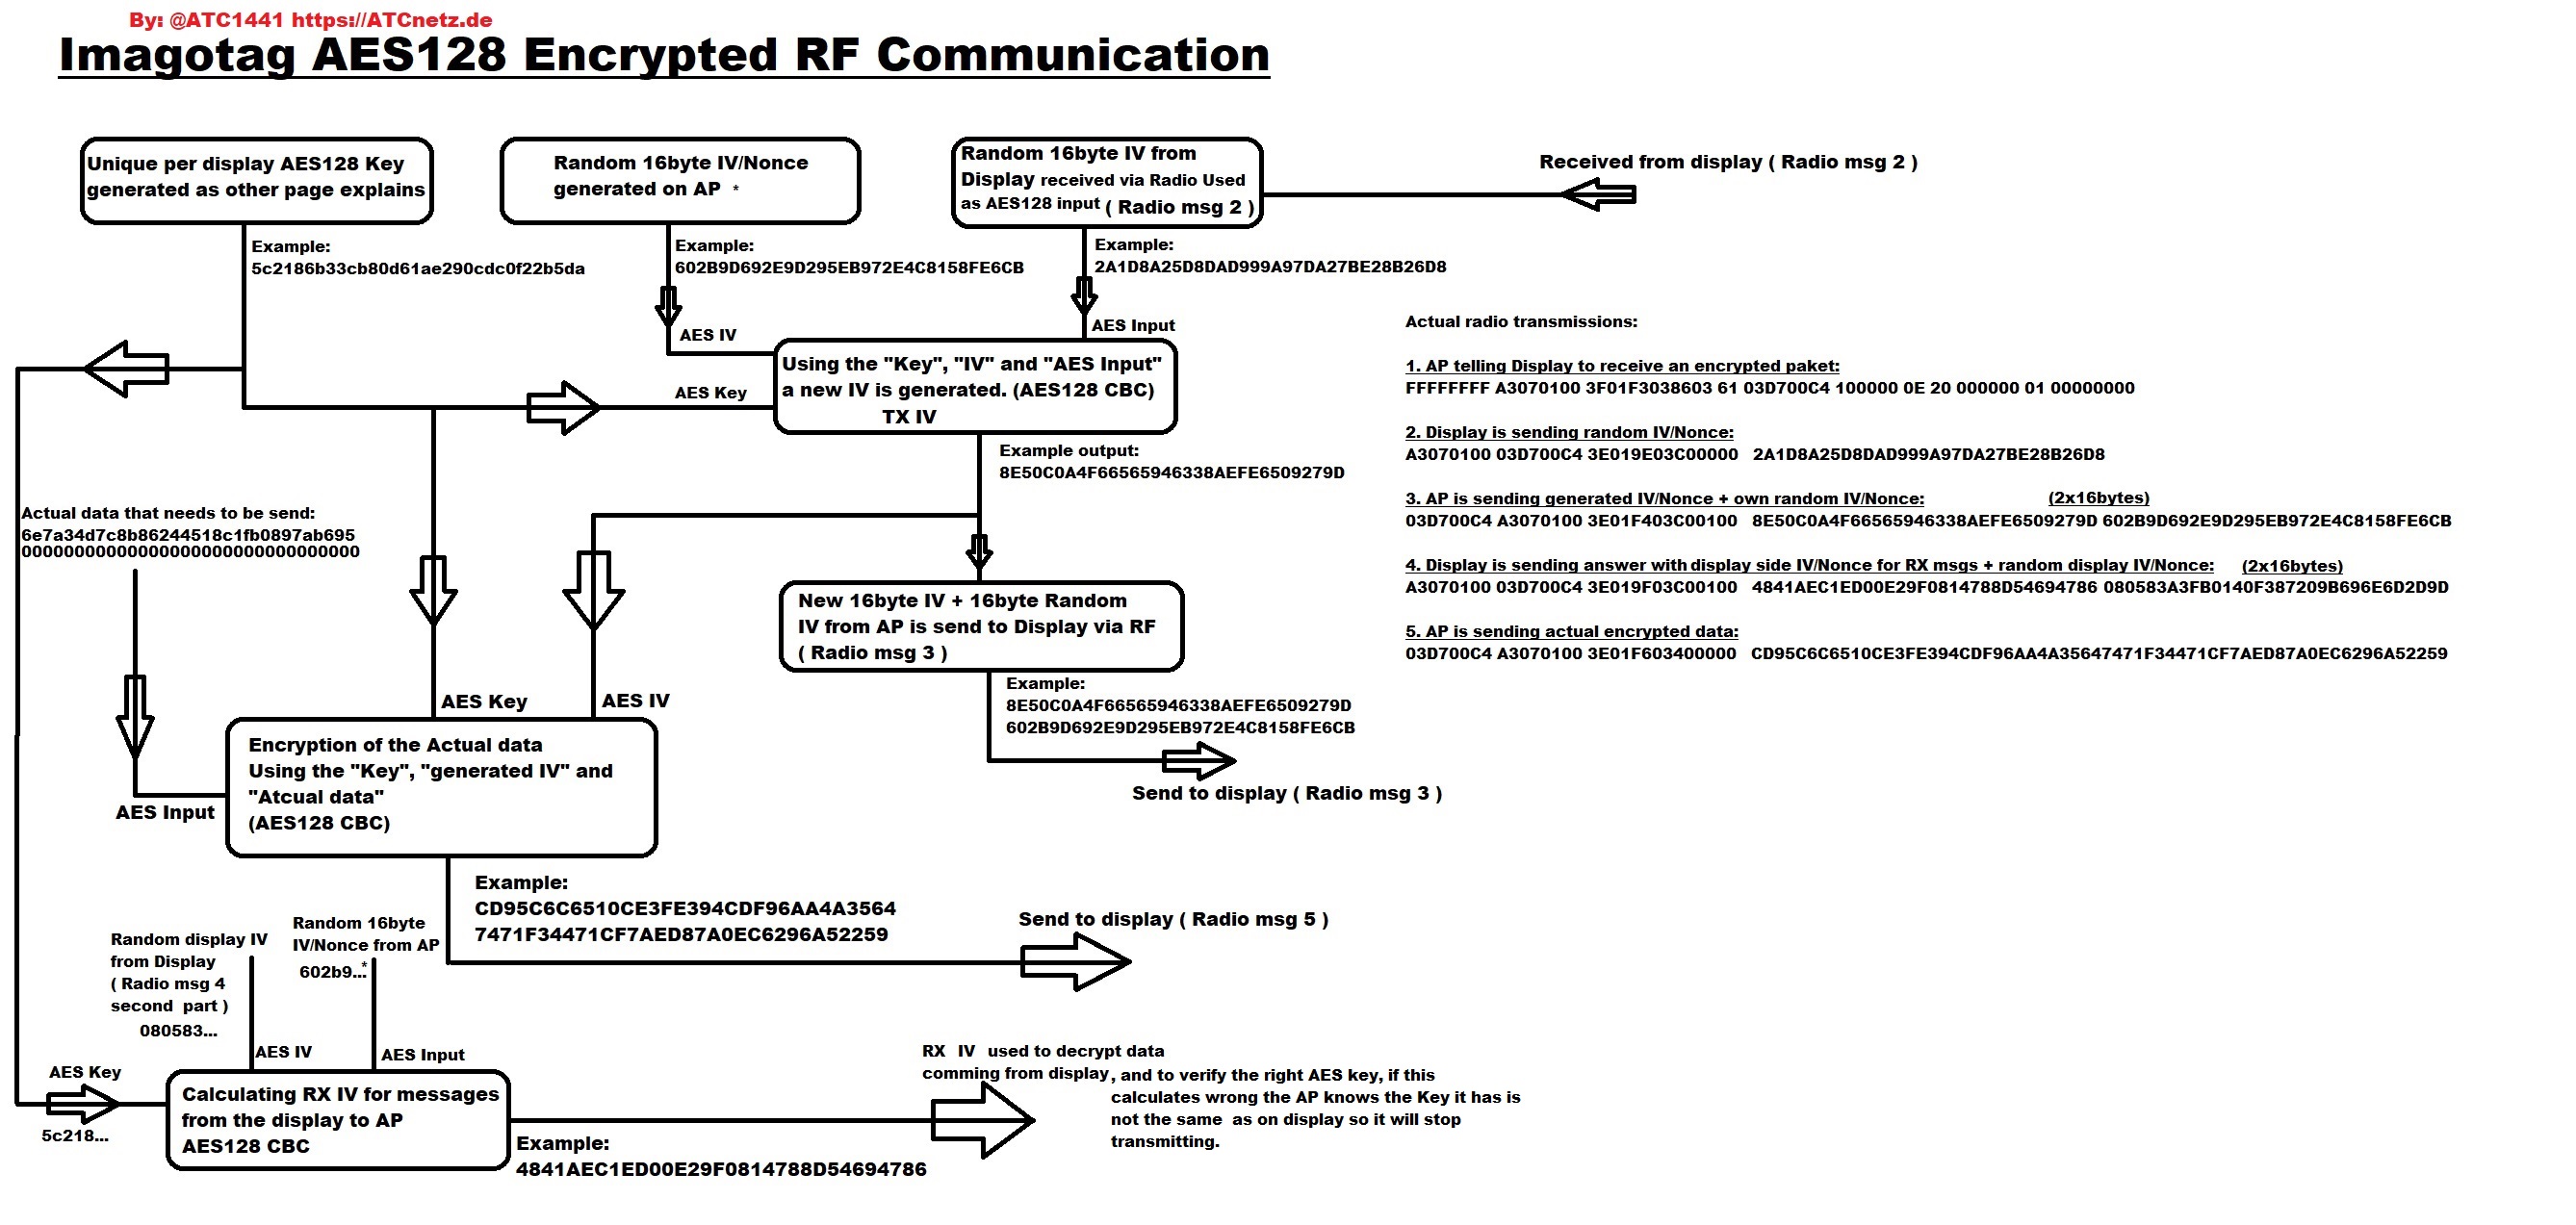 By: @ATC1441 https://ATCnetz.de
Imagotag AES128 Encrypted RF Communication
Unique per display AES128 Key
generated as other page explains
Random 16byte IV/Nonce
generated on AP *
Random 16byte IV from
Display received via Radio Used
as AES128 input ( Radio msg 2 )
Received from display ( Radio msg 2 )
Example:
5c2186b33cb80d61ae290cdc0f22b5da
Example:
602B9D692E9D295EB972E4C8158FE6CB
Example:
2A1D8A25D8DAD999A97DA27BE28B26D8
AES IV
AES Input
AES Key
Using the "Key", "IV" and "AES Input"
a new IV is generated. (AES128 CBC)
TX IV
Example output:
8E50C0A4F66565946338AEFE6509279D
Actual data that needs to be send:
6e7a34d7c8b86244518c1fb0897ab695
00000000000000000000000000000000
New 16byte IV + 16byte Random
IV from AP is send to Display via RF
( Radio msg 3 )
Example:
8E50C0A4F66565946338AEFE6509279D
602B9D692E9D295EB972E4C8158FE6CB
Send to display ( Radio msg 3 )
AES Key
AES IV
AES Input
Encryption of the Actual data
Using the "Key", "generated IV" and
"Atcual data"
(AES128 CBC)
Example:
CD95C6C6510CE3FE394CDF96AA4A3564
7471F34471CF7AED87A0EC6296A52259
Send to display ( Radio msg 5 )
Random display IV
from Display
( Radio msg 4
second part )
080583...
Random 16byte
IV/Nonce from AP
602b9...*
AES IV
AES Input
AES Key
5c218...
Calculating RX IV for messages
from the display to AP
AES128 CBC
Example:
4841AEC1ED00E29F0814788D54694786
RX IV used to decrypt data
comming from display, and to verify the right AES key, if this
calculates wrong the AP knows the Key it has is
not the same as on display so it will stop
transmitting.
Actual radio transmissions:
1. AP telling Display to receive an encrypted paket:
FFFFFFFF A3070100 3F01F3038603 61 03D700C4 100000 0E 20 000000 01 00000000
2. Display is sending random IV/Nonce:
A3070100 03D700C4 3E019E03C00000 2A1D8A25D8DAD999A97DA27BE28B26D8
3. AP is sending generated IV/Nonce + own random IV/Nonce: (2x16bytes)
03D700C4 A3070100 3E01F403C00100 8E50C0A4F66565946338AEFE6509279D 602B9D692E9D295EB972E4C8158FE6CB
4. Display is sending answer with display side IV/Nonce for RX msgs + random display IV/Nonce: (2x16bytes)
A3070100 03D700C4 3E019F03C00100 4841AEC1ED00E29F0814788D54694786 080583A3FB0140F387209B696E6D2D9D
5. AP is sending actual encrypted data:
03D700C4 A3070100 3E01F603400000 CD95C6C6510CE3FE394CDF96AA4A35647471F34471CF7AED87A0EC6296A52259